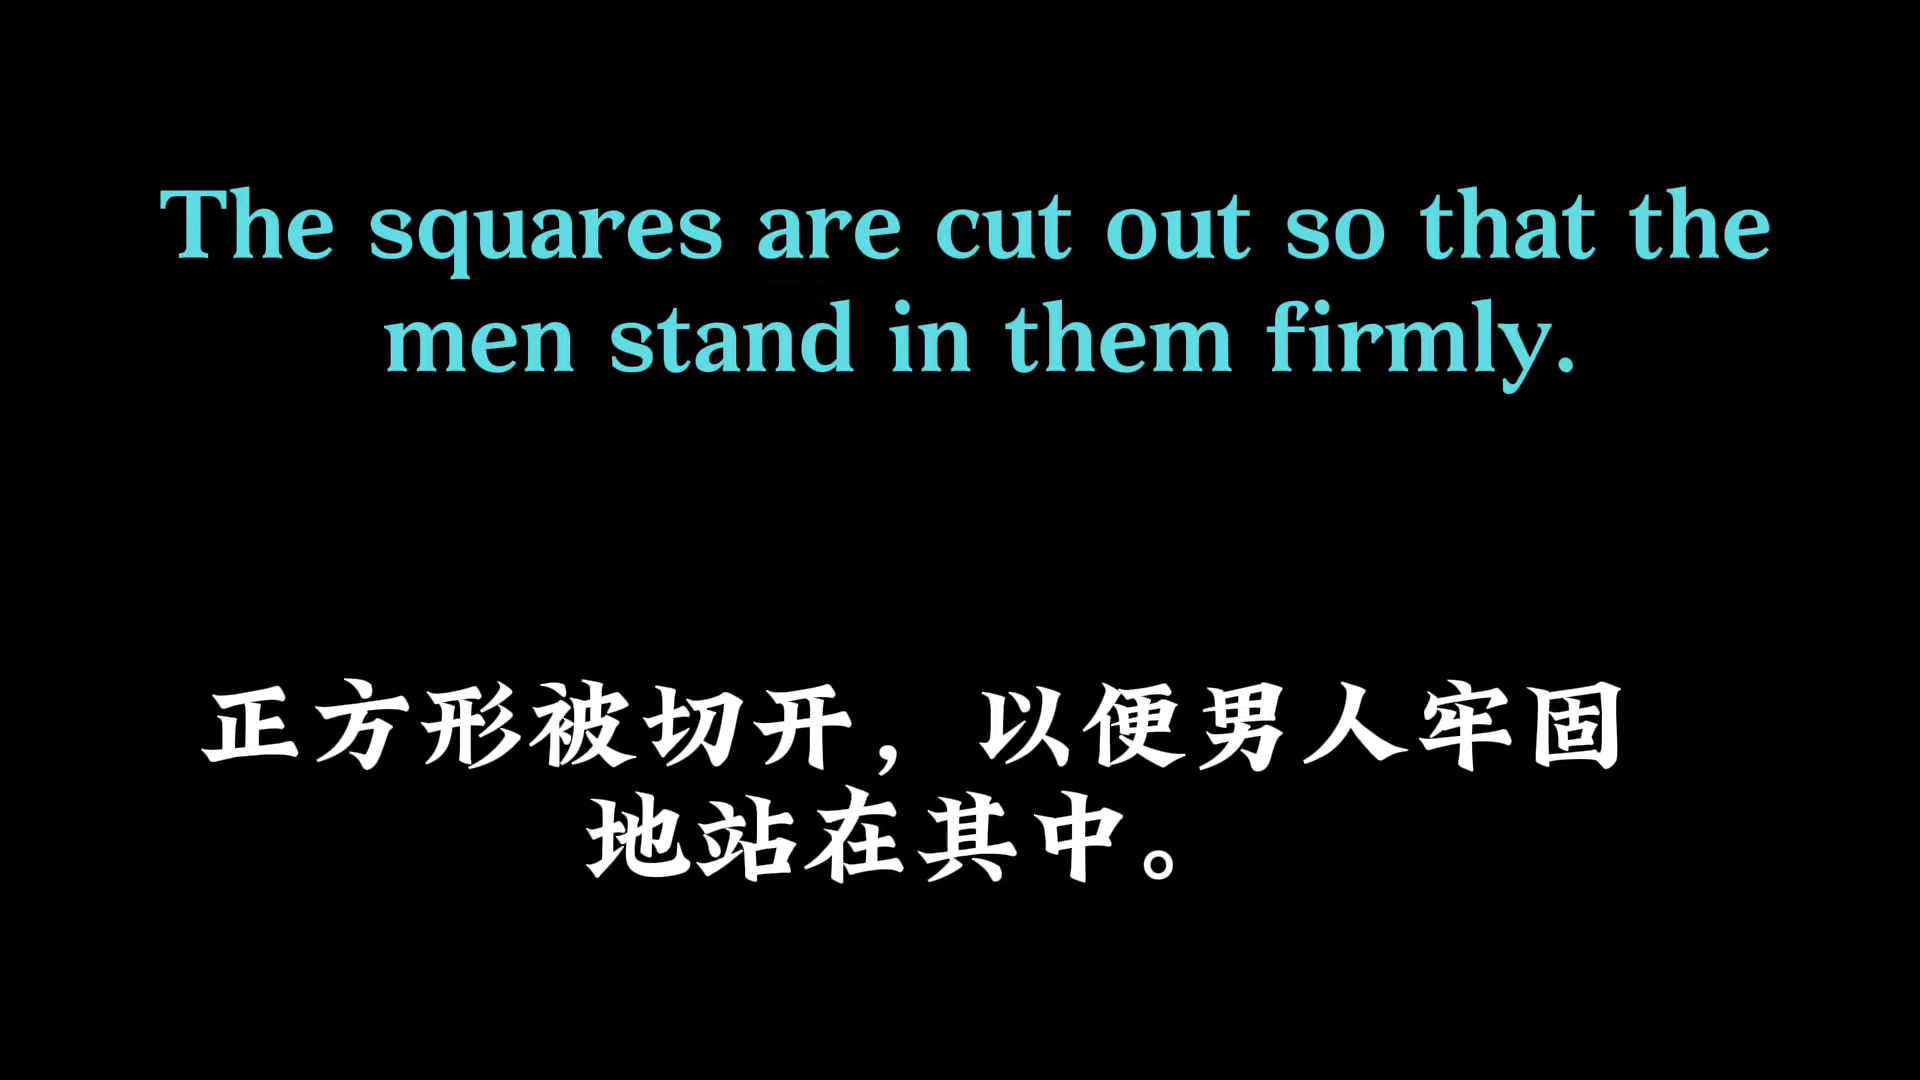 The squares are cut out so that the
men stand in them firmly.
正方形被切开，以便男人牢固
地站在其中。